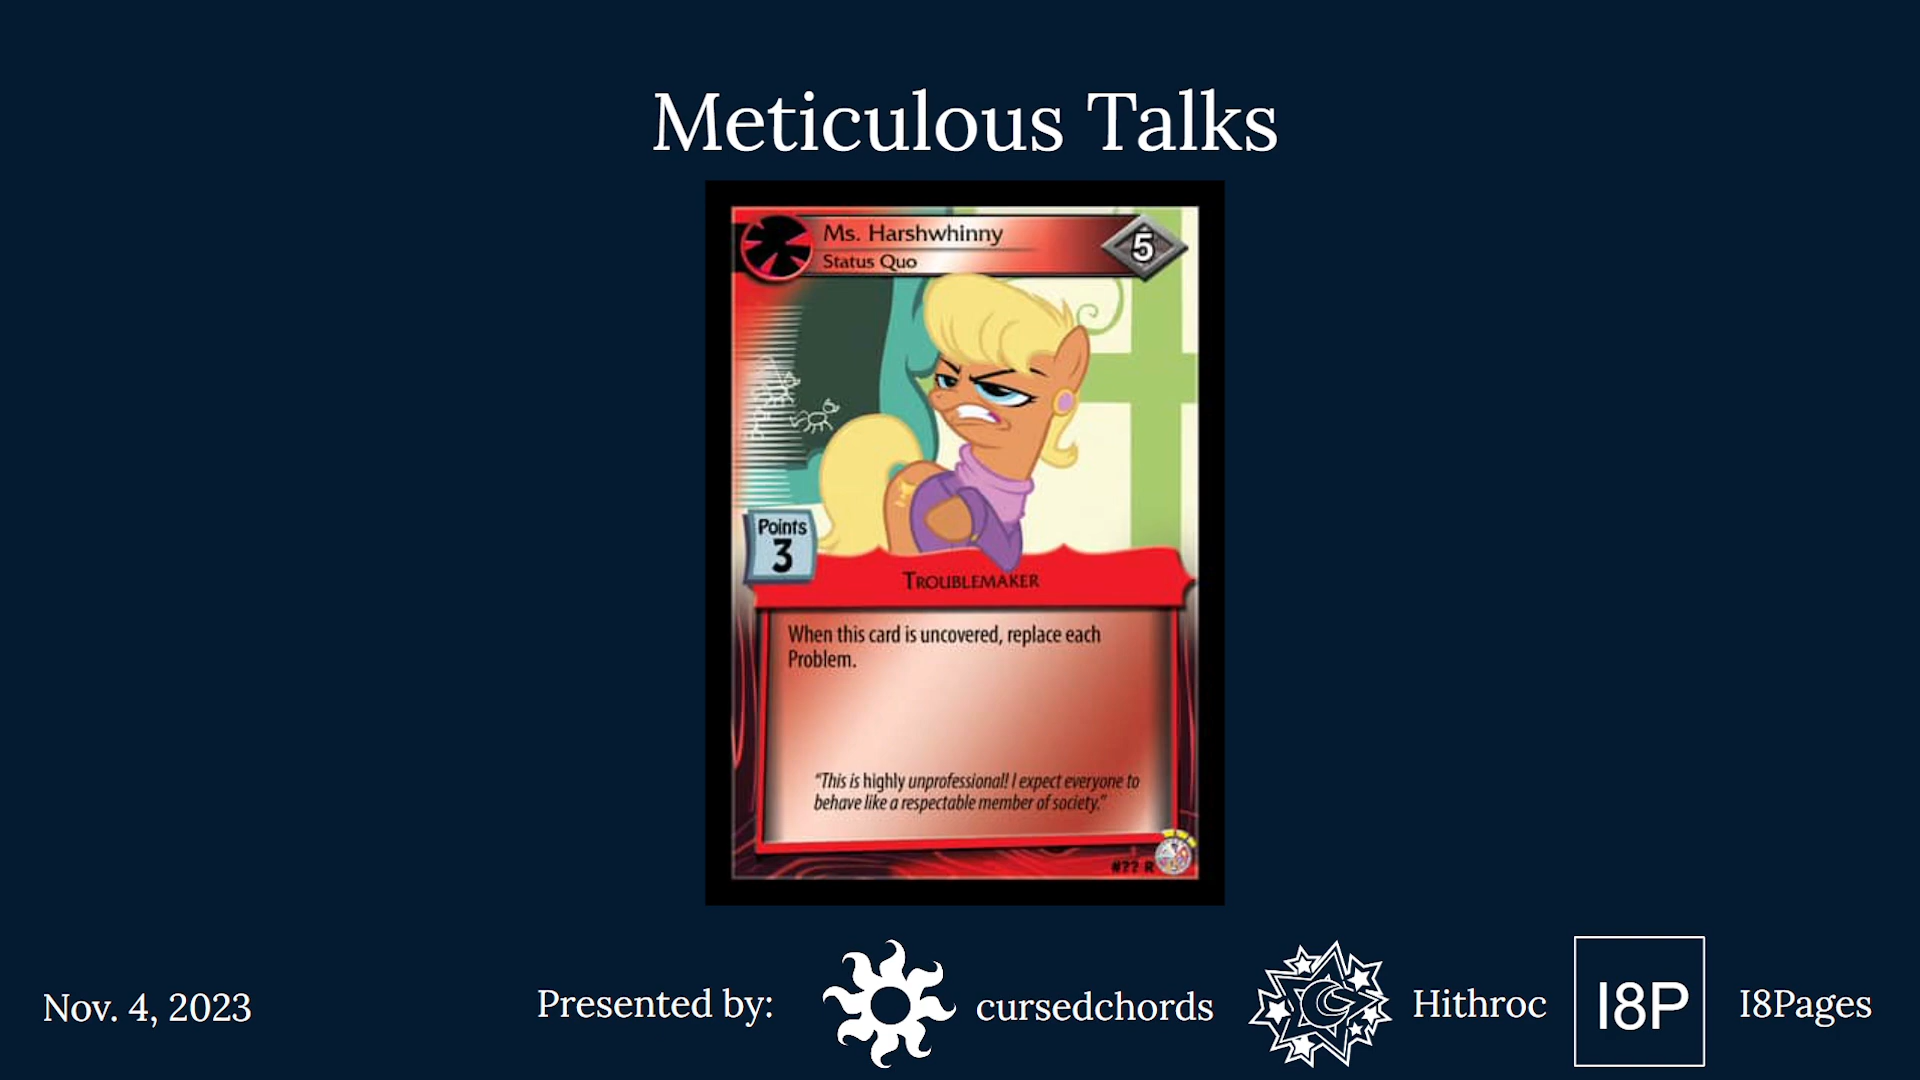 Meticulous Talks
Ms. Harshwhinny
5
Status Quo
Points
3
Troublemaker
When this card is uncovered, replace each
Problem.
“This is highly unprofessional! I expect everyone to
behave like a respectable member of society.”
#?? R
Nov. 4, 2023
Presented by:
cursedchords
Hithroc
I8P
I8Pages